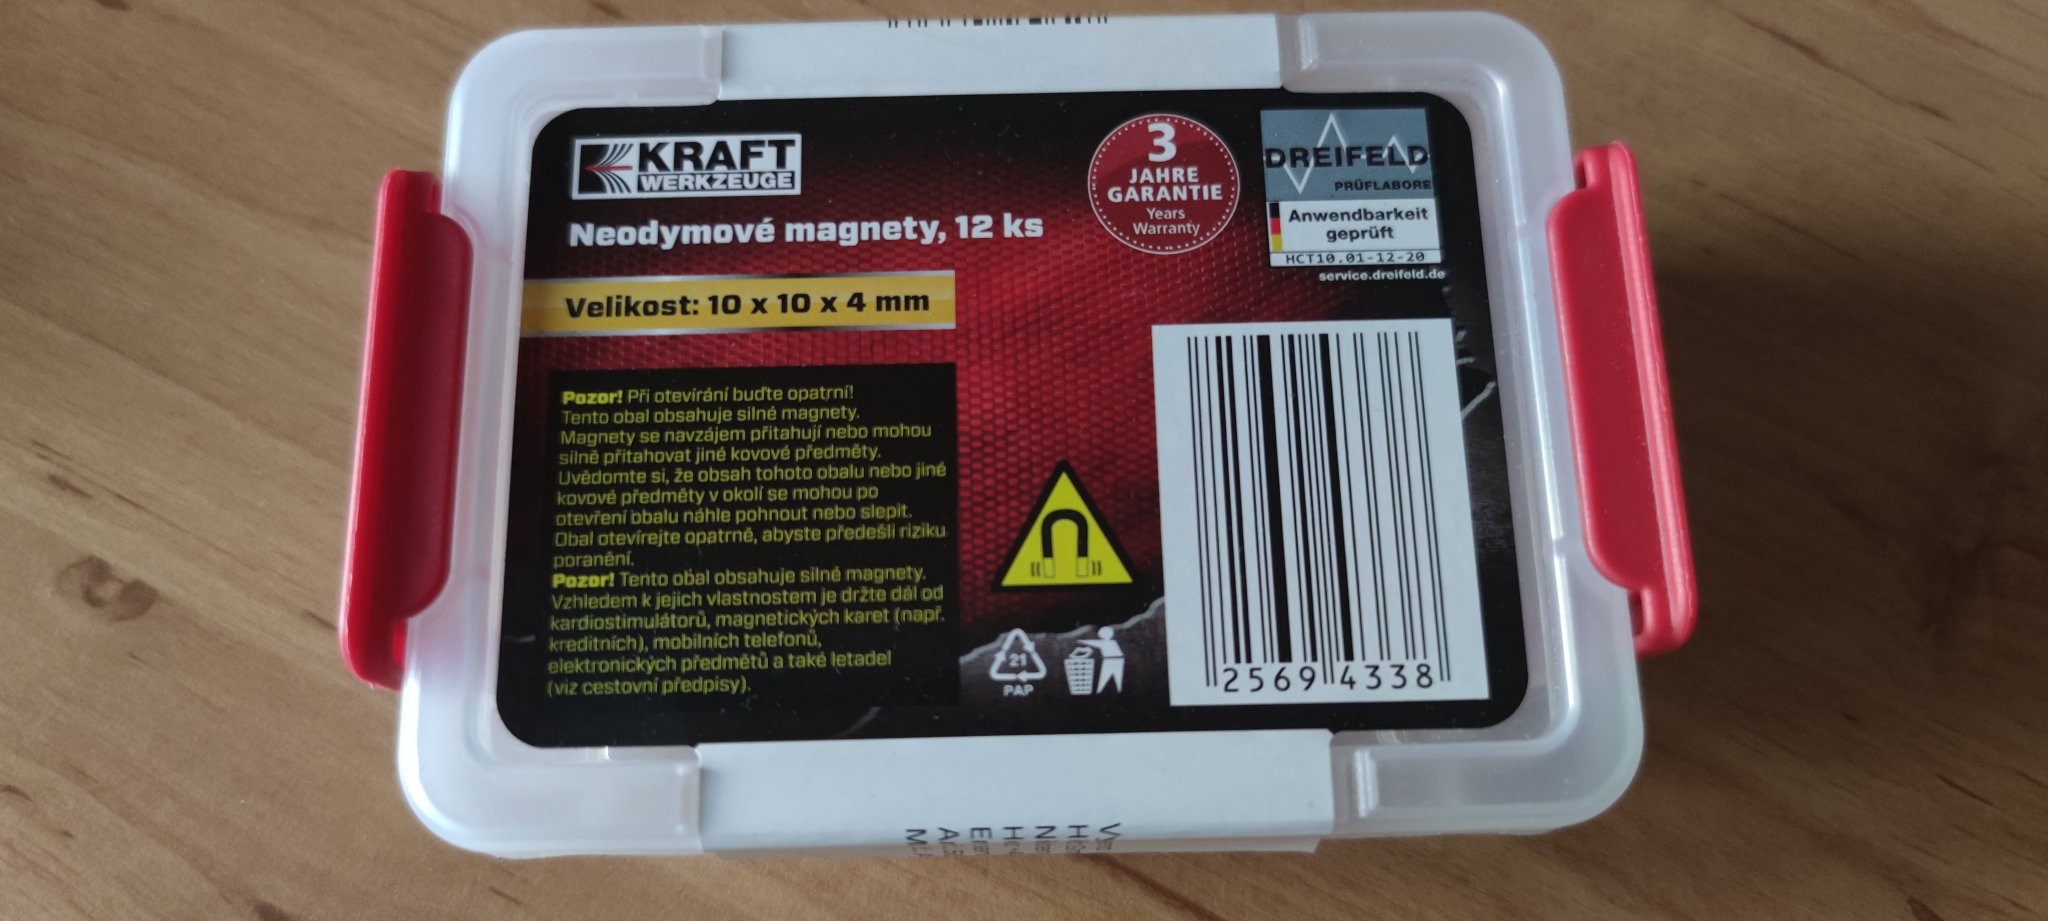 KRAFT
WERKZEUGE
Neodymové magnety, 12 ks
Velikost: 10 x 10 x 4 mm
3
JAHRE
GARANTIE
Years
Warranty
DREIFELD
PRÜFLABORE
Anwendbarkeit
geprüft
HCT10.01-12-20
service.dreifeld.de
Pozor! Při otevírání buďte opatrní!
Tento obal obsahuje silné magnety.
Magnety se navzájem přitahují nebo mohou
silně přitahovat jiné kovové předměty.
Uvědomte si, že obsah tohoto obalu nebo jiné
kovové předměty v okolí se mohou po
otevření obalu náhle pohnout nebo slepit.
Obal otevírejte opatrně, abyste předešli riziku
poranění.
Pozor! Tento obal obsahuje silné magnety.
Vzhledem k jejich vlastnostem je držte dál od
kardiostimulátorů, magnetických karet (např.
kreditních), mobilních telefonů,
elektronických předmětů a také letadel
(viz cestovní předpisy).
21
PAP
2569 4338